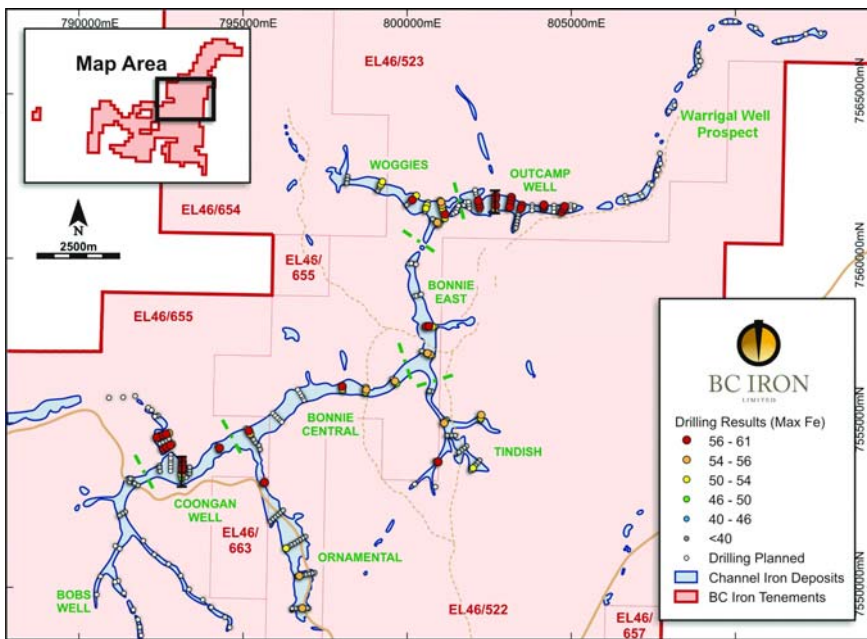 790000mE
795000mE
800000mE
805000mE
Map Area
EL46/523
7565000mN
Warrigal Well
Prospect
WOGGIES
OUTCAMP
WELL
EL46/654
N
2500m
EL46/
655
7560000mN
BONNIE
EAST
EL46/655
BC IRON
LIMITED
Drilling Results (Max Fe)
56 - 61
54 - 56
50 - 54
46 - 50
40 - 46
<40
Drilling Planned
Channel Iron Deposits
BC Iron Tenements
BONNIE
CENTRAL
7555000mN
TINDISH
COONGAN
WELL
EL46/
663
ORNAMENTAL
BOBS
WELL
7550000mN
EL46/522
EL46/
657